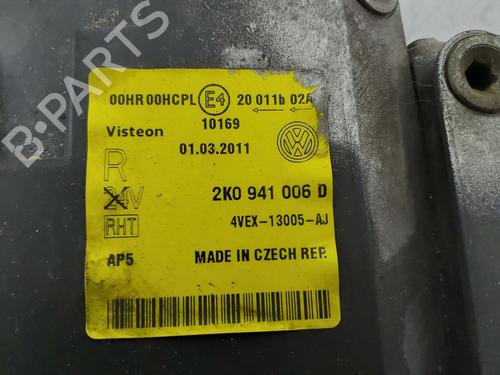 00HR 00HCPL E4 20 011b 02A
Visteon 10169
01.03.2011
R
24V 2K0 941 006 D
RHT 4VEX-13005-AJ
AP5 MADE IN CZECH REP.
B-PARTS